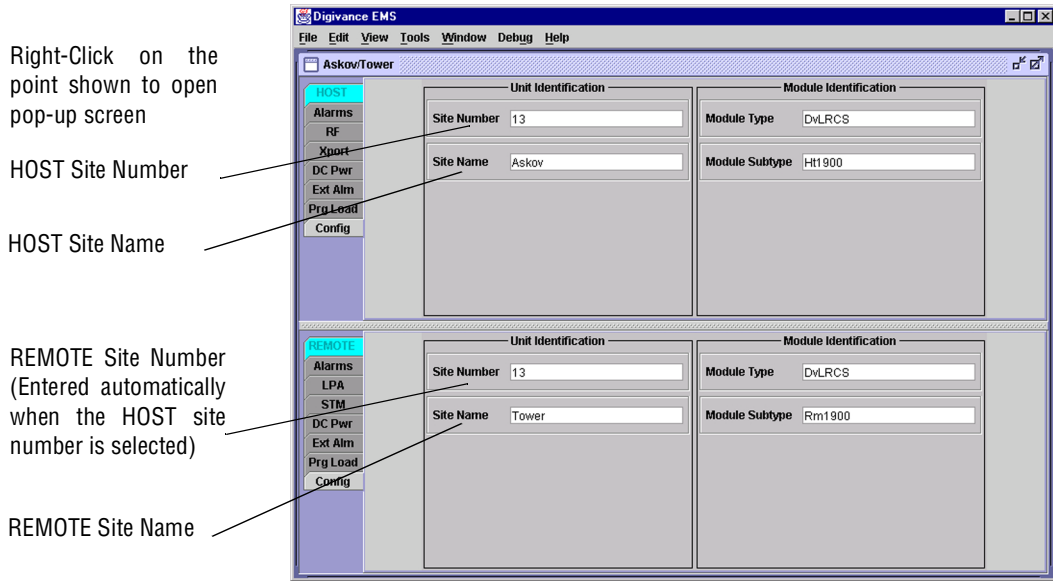 Digivance EMS
File Edit View Tools Window Debug Help
Askov/Tower
Right-Click on the
point shown to open
pop-up screen
HOST Site Number
HOST Site Name
HOST
Alarms
RF
Xport
DC Pwr
Ext Alm
Prg Load
Config
Unit Identification
Site Number 13
Site Name Askov
Module Identification
Module Type DvLRCS
Module Subtype Ht1900
REMOTE Site Number
(Entered automatically
when the HOST site
number is selected)
REMOTE Site Name
REMOTE
Alarms
LPA
STM
DC Pwr
Ext Alm
Prg Load
Config
Unit Identification
Site Number 13
Site Name Tower
Module Identification
Module Type DvLRCS
Module Subtype Rm1900